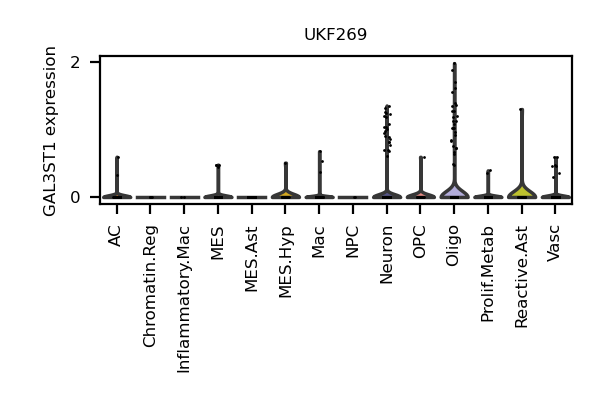 UKF269
GAL3ST1 expression
2
0
AC
Chromatin.Reg
Inflammatory.Mac
MES
MES.Ast
MES.Hyp
Mac
NPC
Neuron
OPC
Oligo
Prolif.Metab
Reactive.Ast
Vasc